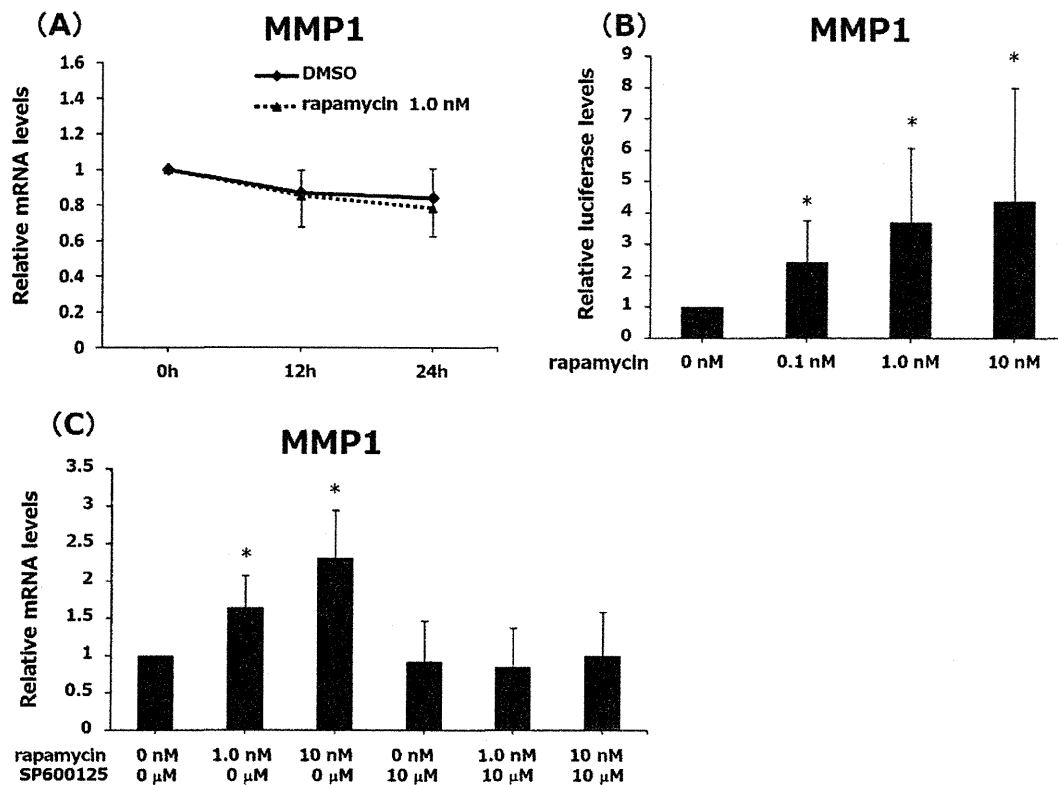 (A)
MMP1
1.6
1.4
1.2
1
0.8
0.6
0.4
0.2
0
Relative mRNA levels
DMSO
rapamycin 1.0 nM
0h 12h 24h
(B)
MMP1
9
8
7
6
5
4
3
2
1
0
Relative luciferase levels
* * *
rapamycin 0 nM 0.1 nM 1.0 nM 10 nM
(C)
MMP1
3.5
3
2.5
2
1.5
1
0.5
0
Relative mRNA levels
* *
rapamycin 0 nM 1.0 nM 10 nM 0 nM 1.0 nM 10 nM
SP600125 0 μM 0 μM 0 μM 10 μM 10 μM 10 μM